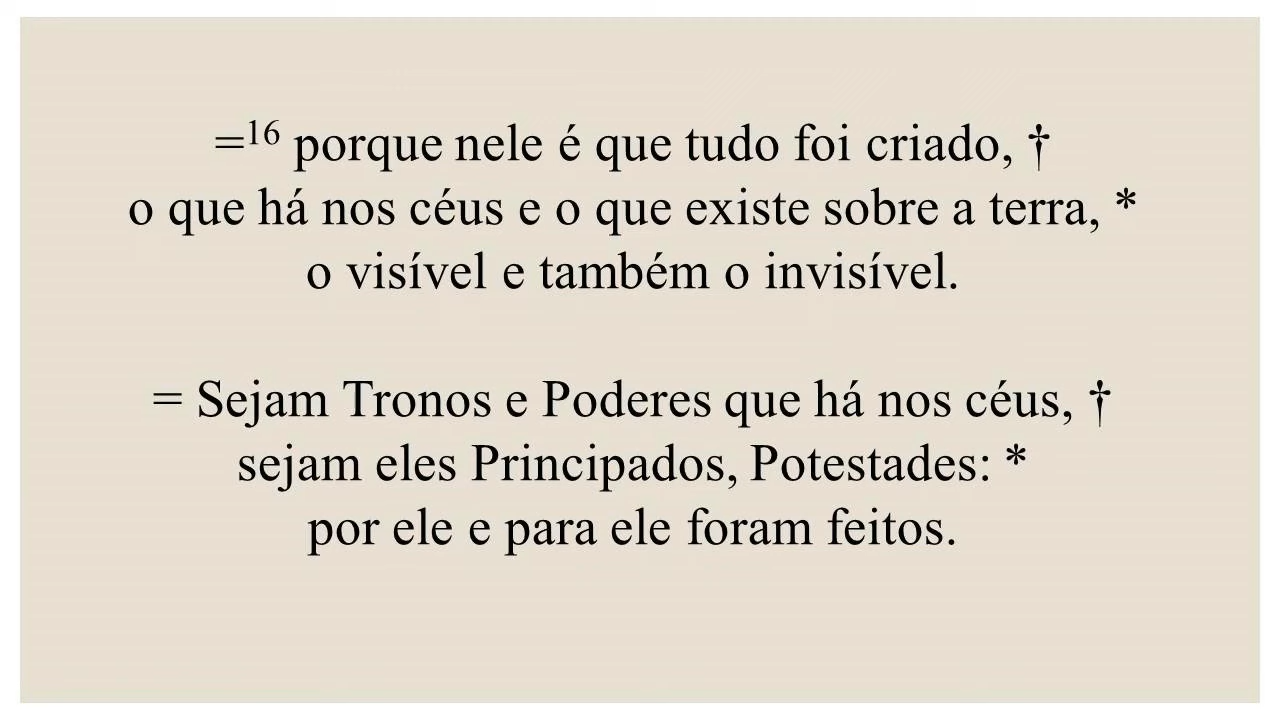 =¹⁶ porque nele é que tudo foi criado, †
o que há nos céus e o que existe sobre a terra, *
o visível e também o invisível.
= Sejam Tronos e Poderes que há nos céus, †
sejam eles Principados, Potestades: *
por ele e para ele foram feitos.